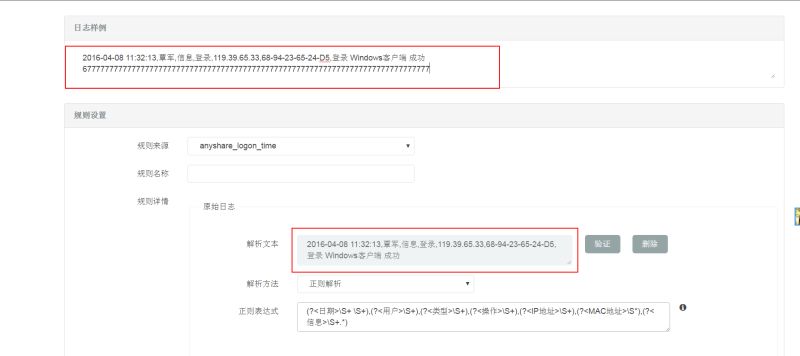 日志样例
2016-04-08 11:32:13,覃军,信息,登录,119.39.65.33,68-94-23-65-24-D5,登录 Windows客户端 成功
规则设置
规则来源
anyshare_logon_time
规则名称
规则详情
原始日志
解析文本
2016-04-08 11:32:13,覃军,信息,登录,119.39.65.33,68-94-23-65-24-D5,
登录 Windows客户端 成功
验证
删除
解析方法
正则解析
正则表达式
(?<日期>\S+ \S+),(?<用户>\S+),(?<类型>\S+),(?<操作>\S+),(?<IP地址>\S+),(?<MAC地址>\S*),(?<
信息>\S+.*)